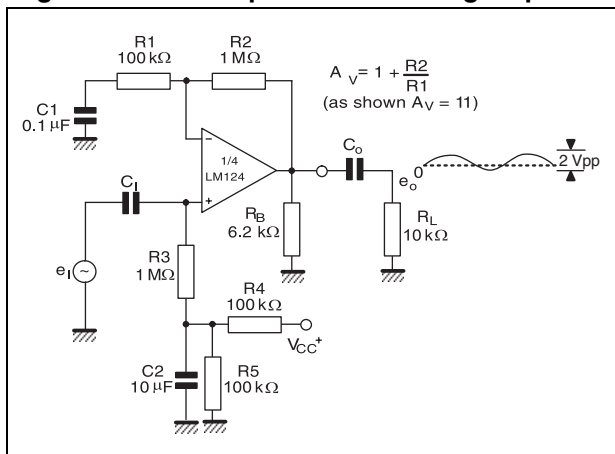 R1
100 kΩ
R2
1 MΩ
A V = 1 + R2
R1
(as shown AV = 11)
C1
0.1 µF
1/4
LM124
−
+
CI
CO
eo
0
2 VPP
RB
6.2 kΩ
RL
10 kΩ
R3
1 MΩ
eI
~
R4
100 kΩ
VCC+
C2
10 µF
R5
100 kΩ